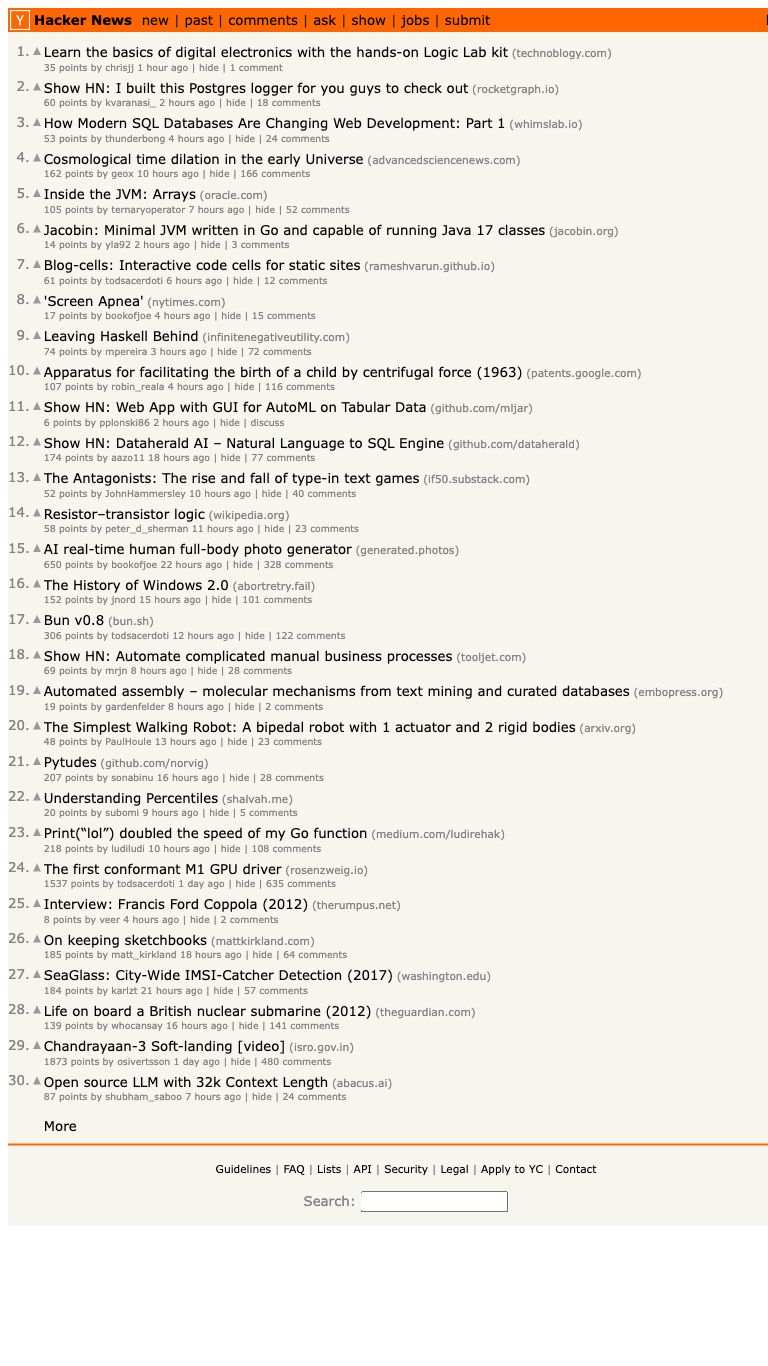 Y Hacker News new | past | comments | ask | show | jobs | submit
1. ▲ Learn the basics of digital electronics with the hands-on Logic Lab kit (technoblogy.com)
35 points by chrisjj 1 hour ago | hide | 1 comment
2. ▲ Show HN: I built this Postgres logger for you guys to check out (rocketgraph.io)
60 points by kvaranasi_ 2 hours ago | hide | 18 comments
3. ▲ How Modern SQL Databases Are Changing Web Development: Part 1 (whimslab.io)
53 points by thunderbong 4 hours ago | hide | 24 comments
4. ▲ Cosmological time dilation in the early Universe (advancedsciencenews.com)
162 points by geox 10 hours ago | hide | 166 comments
5. ▲ Inside the JVM: Arrays (oracle.com)
105 points by ternaryoperator 7 hours ago | hide | 52 comments
6. ▲ Jacobin: Minimal JVM written in Go and capable of running Java 17 classes (jacobin.org)
14 points by yla92 2 hours ago | hide | 3 comments
7. ▲ Blog-cells: Interactive code cells for static sites (rameshvarun.github.io)
61 points by todsacerdoti 6 hours ago | hide | 12 comments
8. ▲ 'Screen Apnea' (nytimes.com)
17 points by bookofjoe 4 hours ago | hide | 15 comments
9. ▲ Leaving Haskell Behind (infinitenegativeutility.com)
74 points by mpereira 3 hours ago | hide | 72 comments
10. ▲ Apparatus for facilitating the birth of a child by centrifugal force (1963) (patents.google.com)
107 points by robin_reala 4 hours ago | hide | 116 comments
11. ▲ Show HN: Web App with GUI for AutoML on Tabular Data (github.com/mljar)
6 points by pplonski86 2 hours ago | hide | discuss
12. ▲ Show HN: Dataherald AI – Natural Language to SQL Engine (github.com/dataherald)
174 points by aazo11 18 hours ago | hide | 77 comments
13. ▲ The Antagonists: The rise and fall of type-in text games (if50.substack.com)
52 points by JohnHammersley 10 hours ago | hide | 40 comments
14. ▲ Resistor–transistor logic (wikipedia.org)
58 points by peter_d_sherman 11 hours ago | hide | 23 comments
15. ▲ AI real-time human full-body photo generator (generated.photos)
650 points by bookofjoe 22 hours ago | hide | 328 comments
16. ▲ The History of Windows 2.0 (abortretry.fail)
152 points by jnord 15 hours ago | hide | 101 comments
17. ▲ Bun v0.8 (bun.sh)
306 points by todsacerdoti 12 hours ago | hide | 122 comments
18. ▲ Show HN: Automate complicated manual business processes (tooljet.com)
69 points by mrjn 8 hours ago | hide | 28 comments
19. ▲ Automated assembly – molecular mechanisms from text mining and curated databases (embopress.org)
19 points by gardenfelder 8 hours ago | hide | 2 comments
20. ▲ The Simplest Walking Robot: A bipedal robot with 1 actuator and 2 rigid bodies (arxiv.org)
48 points by PaulHoule 13 hours ago | hide | 23 comments
21. ▲ Pytudes (github.com/norvig)
207 points by sonabinu 16 hours ago | hide | 28 comments
22. ▲ Understanding Percentiles (shalvah.me)
20 points by subomi 9 hours ago | hide | 5 comments
23. ▲ Print(“lol”) doubled the speed of my Go function (medium.com/ludirehak)
218 points by ludiludi 10 hours ago | hide | 108 comments
24. ▲ The first conformant M1 GPU driver (rosenzweig.io)
1537 points by todsacerdoti 1 day ago | hide | 635 comments
25. ▲ Interview: Francis Ford Coppola (2012) (therumpus.net)
8 points by veer 4 hours ago | hide | 2 comments
26. ▲ On keeping sketchbooks (mattkirkland.com)
185 points by matt_kirkland 18 hours ago | hide | 64 comments
27. ▲ SeaGlass: City-Wide IMSI-Catcher Detection (2017) (washington.edu)
184 points by karlzt 21 hours ago | hide | 57 comments
28. ▲ Life on board a British nuclear submarine (2012) (theguardian.com)
139 points by whocansay 16 hours ago | hide | 141 comments
29. ▲ Chandrayaan-3 Soft-landing [video] (isro.gov.in)
1873 points by osivertsson 1 day ago | hide | 480 comments
30. ▲ Open source LLM with 32k Context Length (abacus.ai)
87 points by shubham_saboo 7 hours ago | hide | 24 comments
More
Guidelines | FAQ | Lists | API | Security | Legal | Apply to YC | Contact
Search: